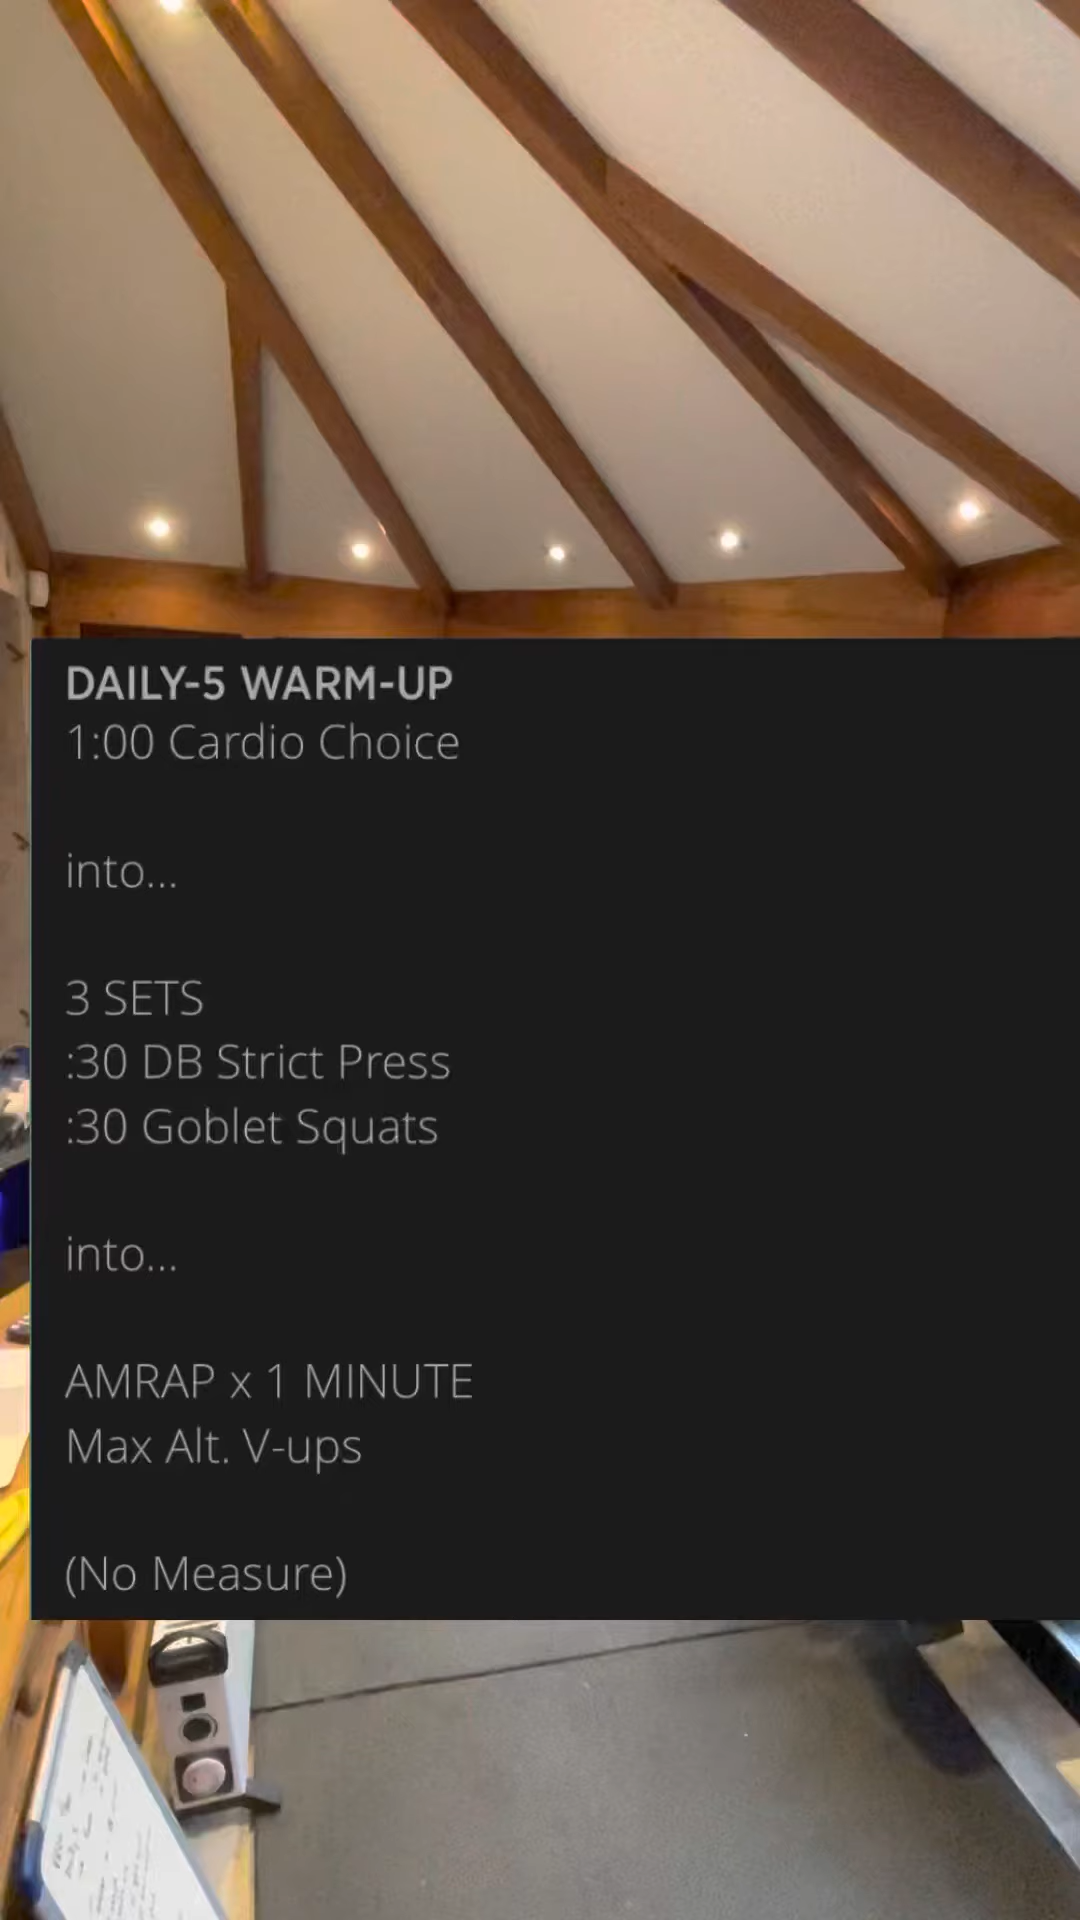 DAILY-5 WARM-UP
1:00 Cardio Choice
into...
3 SETS
:30 DB Strict Press
:30 Goblet Squats
into...
AMRAP x 1 MINUTE
Max Alt. V-ups
(No Measure)